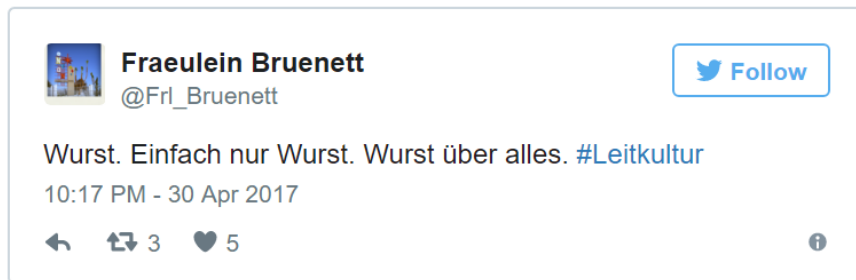 Fraeulein Bruenett
@Frl_Bruenett
Follow
Wurst. Einfach nur Wurst. Wurst über alles. #Leitkultur
10:17 PM - 30 Apr 2017
3 5